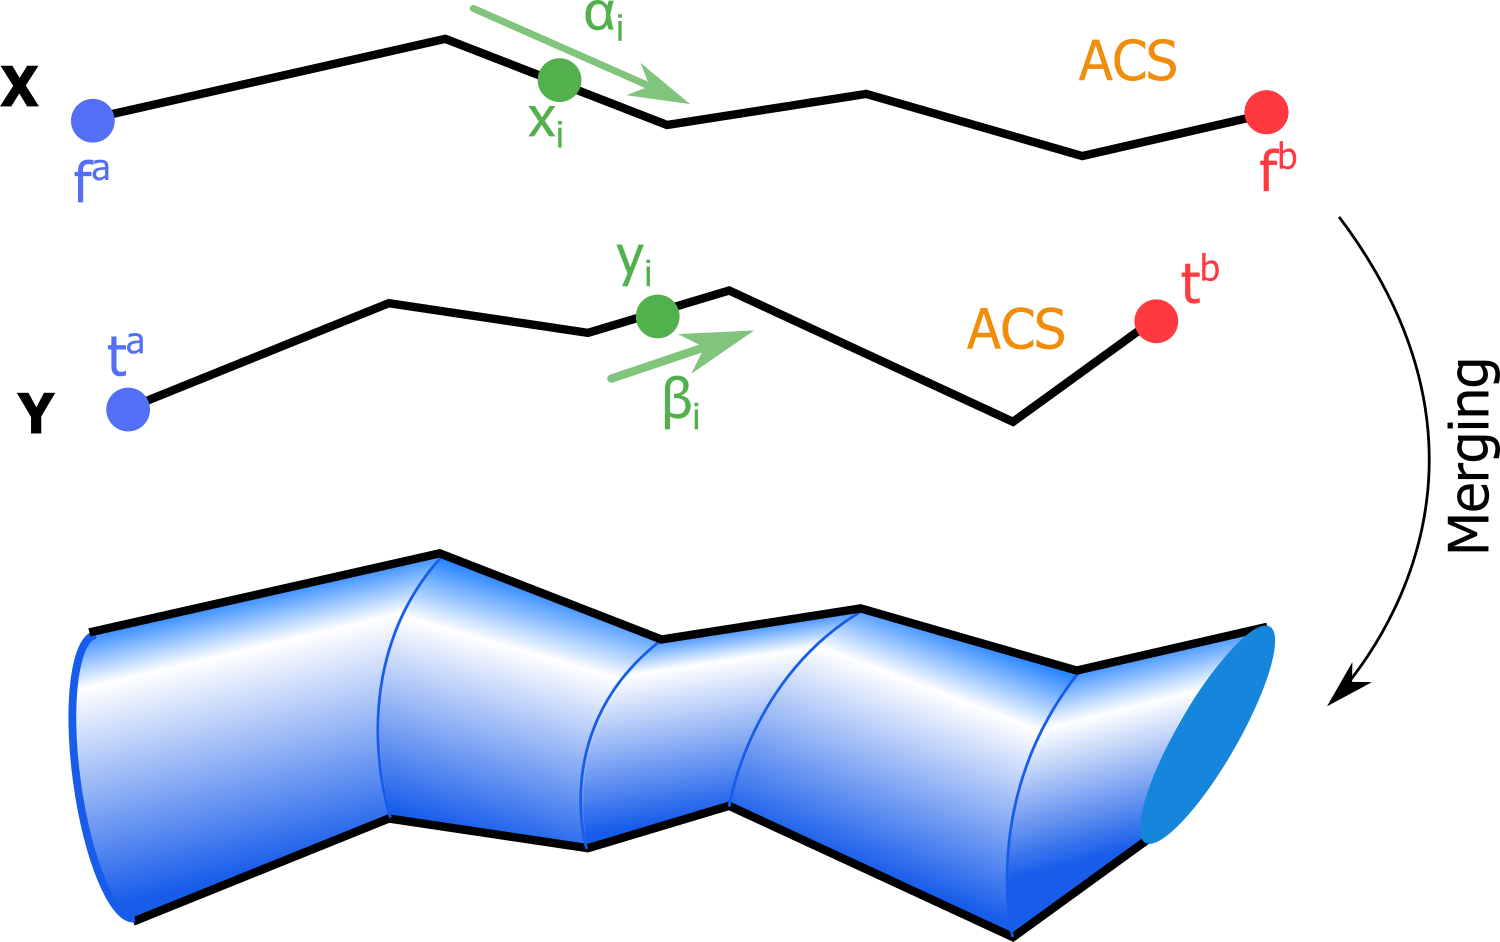 αᵢ
ACS
X
xᵢ
fᵃ
fᵇ
yᵢ
tᵇ
ACS
tᵃ
Y
βᵢ
Merging